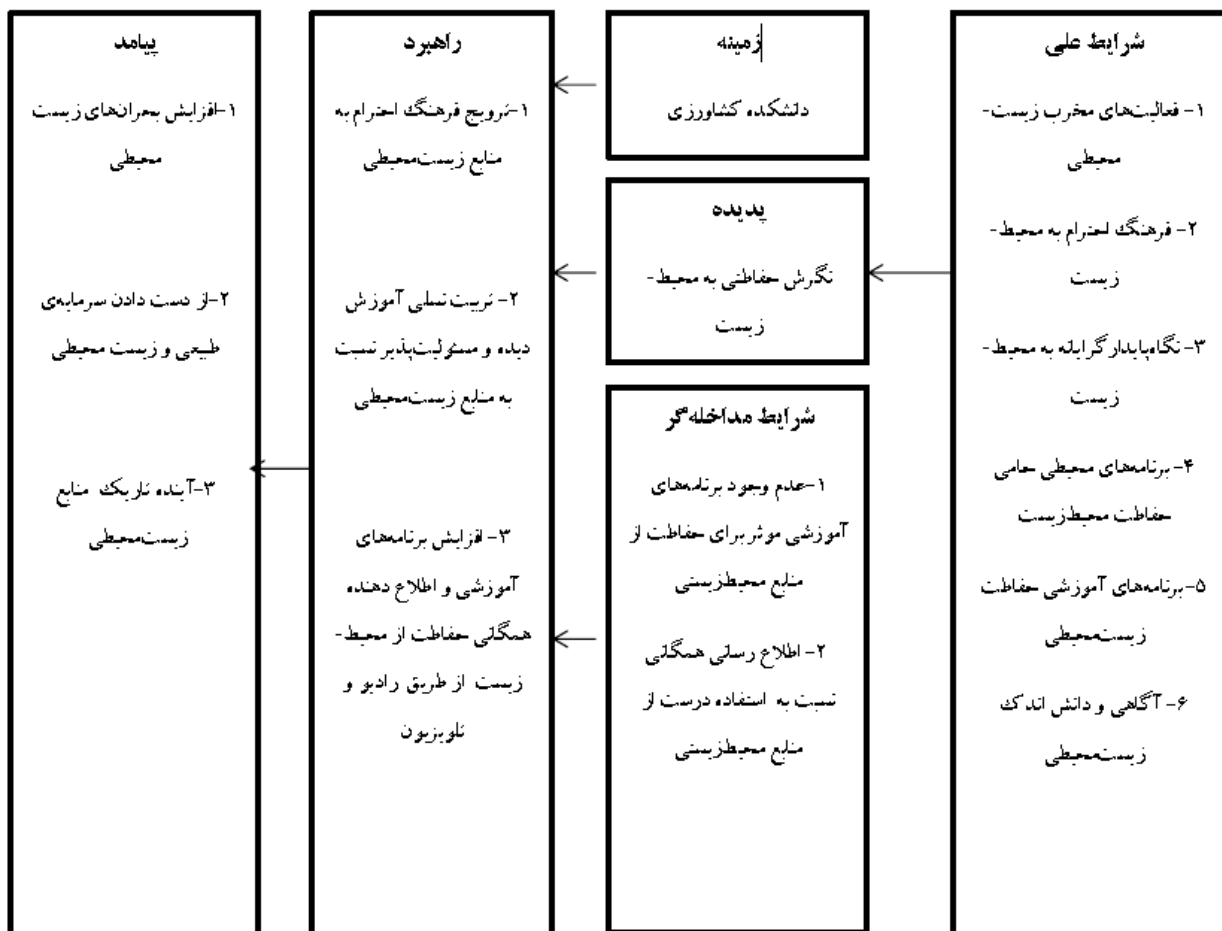 شرایط علی
۱- فعالیت‌های مخرب زیست-
محیطی
۲- فرهنگ احترام به محیط-
زیست
۳-نگاه‌پایدارگرایانه به محیط-
زیست
۴-برنامه‌های محیطی حامی
حفاظت محیط‌زیست
۵-برنامه‌های آموزشی حفاظت
زیست‌محیطی
۶- آگاهی و دانش اندک
زیست‌محیطی
زمینه
دانشکده کشاورزی
پدیده
نگرش حفاظتی به محیط-
زیست
شرایط مداخله‌گر
۱-عدم وجود برنامه‌های
آموزشی موثر برای حفاظت از
منابع محیط‌زیستی
۲- اطلاع رسانی همگانی
نسبت به استفاده درست از
منابع محیط‌زیستی
راهبرد
۱-ترویج فرهنگ احترام به
منابع زیست‌محیطی
۲- تربیت نسلی آموزش
دیده و مسئولیت‌پذیر نسبت
به منابع زیست‌محیطی
۳- افزایش برنامه‌های
آموزشی و اطلاع دهنده
همگانی حفاظت از محیط-
زیست از طریق رادیو و
تلویزیون
پیامد
۱-افزایش بحران‌های زیست
محیطی
۲-از دست دادن سرمایه‌ی
طبیعی و زیست محیطی
۳-آینده تاریک منابع
زیست‌محیطی